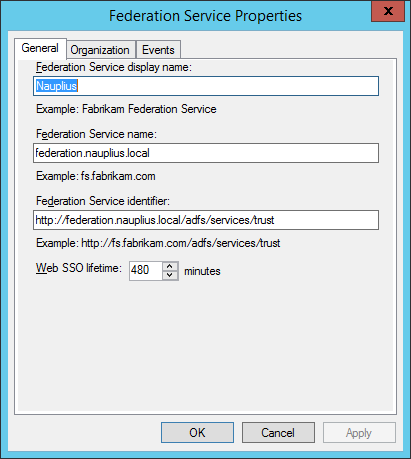 Federation Service Properties
x
General Organization Events
Federation Service display name:
Nauplius
Example: Fabrikam Federation Service
Federation Service name:
federation.nauplius.local
Example: fs.fabrikam.com
Federation Service identifier:
http://federation.nauplius.local/adfs/services/trust
Example: http://fs.fabrikam.com/adfs/services/trust
Web SSO lifetime: 480 minutes
OK Cancel Apply